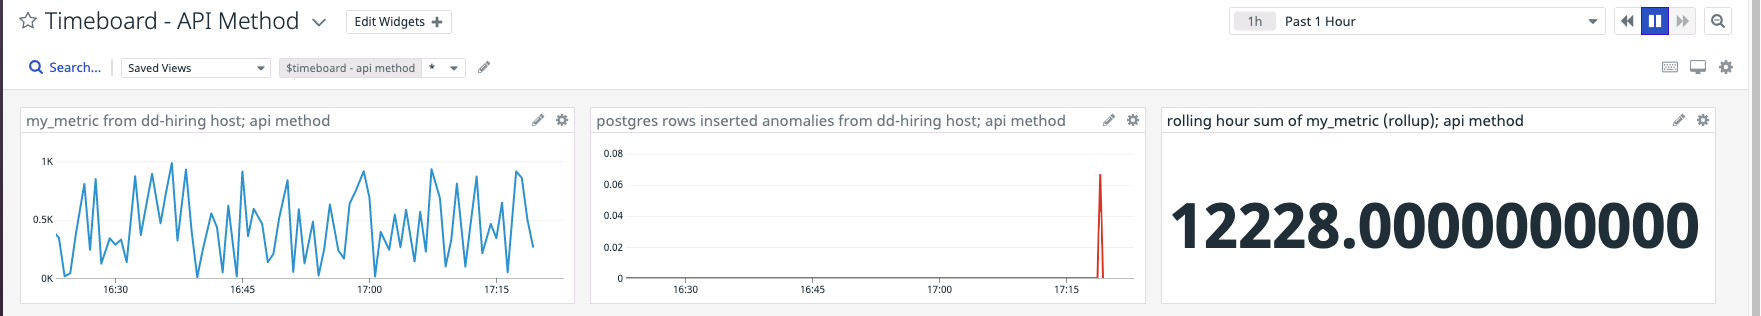 Timeboard - API Method
Edit Widgets +
1h Past 1 Hour
Search...
Saved Views
$timeboard - api method *
my_metric from dd-hiring host; api method
1K
0.5K
0K
16:30 16:45 17:00 17:15
postgres rows inserted anomalies from dd-hiring host; api method
0.08
0.06
0.04
0.02
0
16:30 16:45 17:00 17:15
rolling hour sum of my_metric (rollup); api method
12228.0000000000